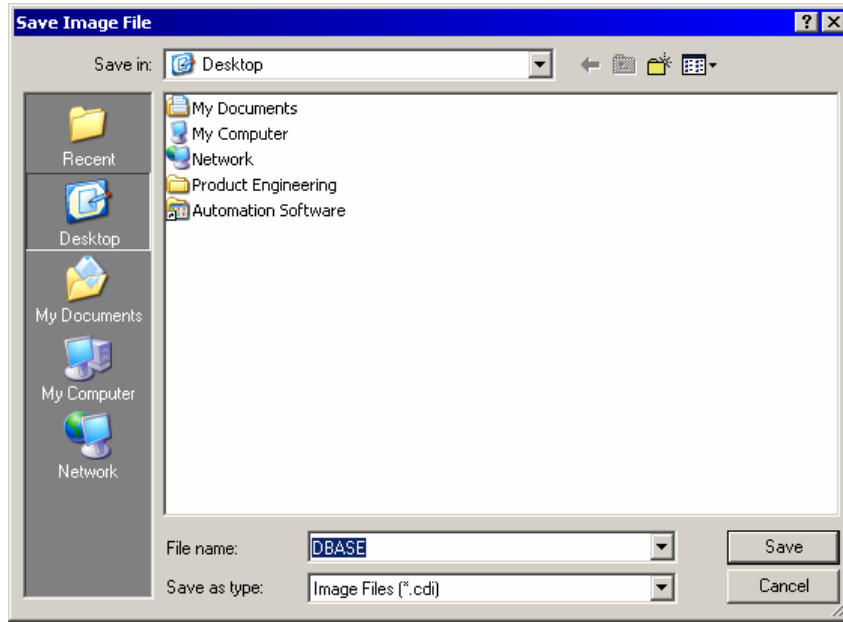 Save Image File
Save in: Desktop
My Documents
My Computer
Network
Product Engineering
Automation Software
Recent
Desktop
My Documents
My Computer
Network
File name: DBASE Save
Save as type: Image Files (*.cdi) Cancel